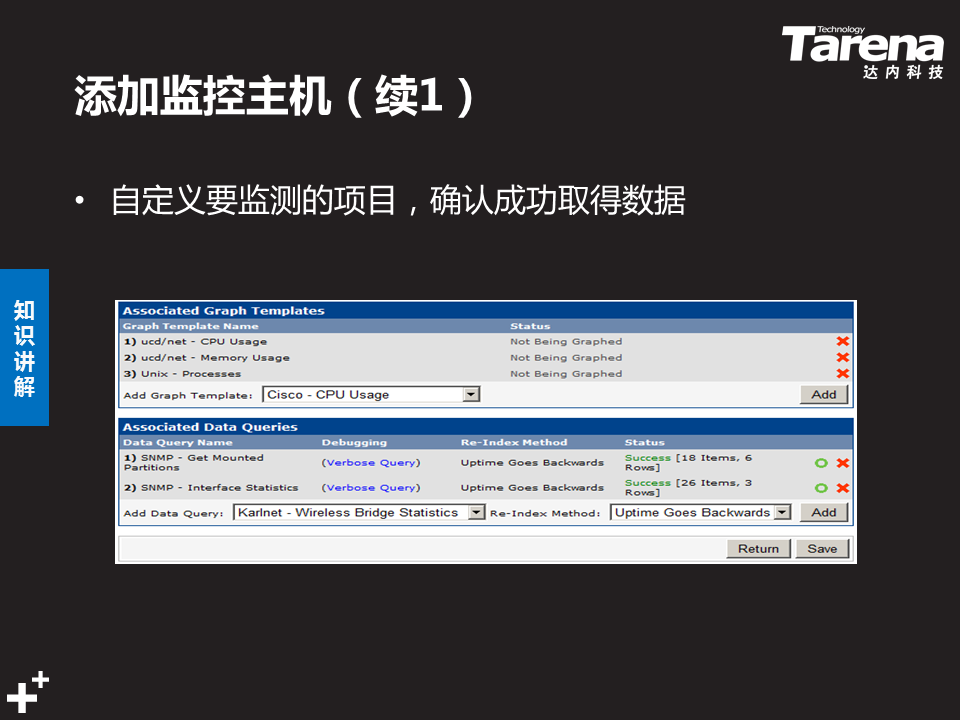 Technology
Tarena
达内科技
添加监控主机（续1）
• 自定义要监测的项目，确认成功取得数据
知识讲解
Associated Graph Templates
Graph Template Name Status
1) ucd/net - CPU Usage Not Being Graphed
2) ucd/net - Memory Usage Not Being Graphed
3) Unix - Processes Not Being Graphed
Add Graph Template: Cisco - CPU Usage Add
Associated Data Queries
Data Query Name Debugging Re-Index Method Status
1) SNMP - Get Mounted Partitions (Verbose Query) Uptime Goes Backwards Success [18 Items, 6 Rows]
2) SNMP - Interface Statistics (Verbose Query) Uptime Goes Backwards Success [26 Items, 3 Rows]
Add Data Query: Karlnet - Wireless Bridge Statistics Re-Index Method: Uptime Goes Backwards Add
Return Save